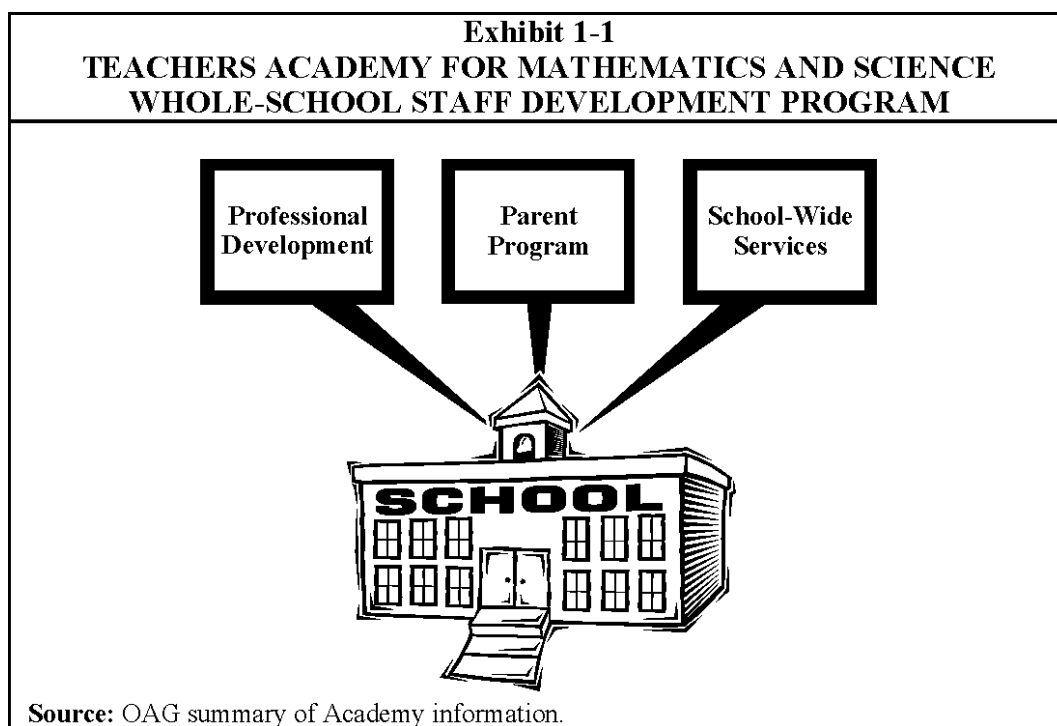 Exhibit 1-1
TEACHERS ACADEMY FOR MATHEMATICS AND SCIENCE
WHOLE-SCHOOL STAFF DEVELOPMENT PROGRAM
Professional
Development
Parent
Program
School-Wide
Services
SCHOOL
Source: OAG summary of Academy information.